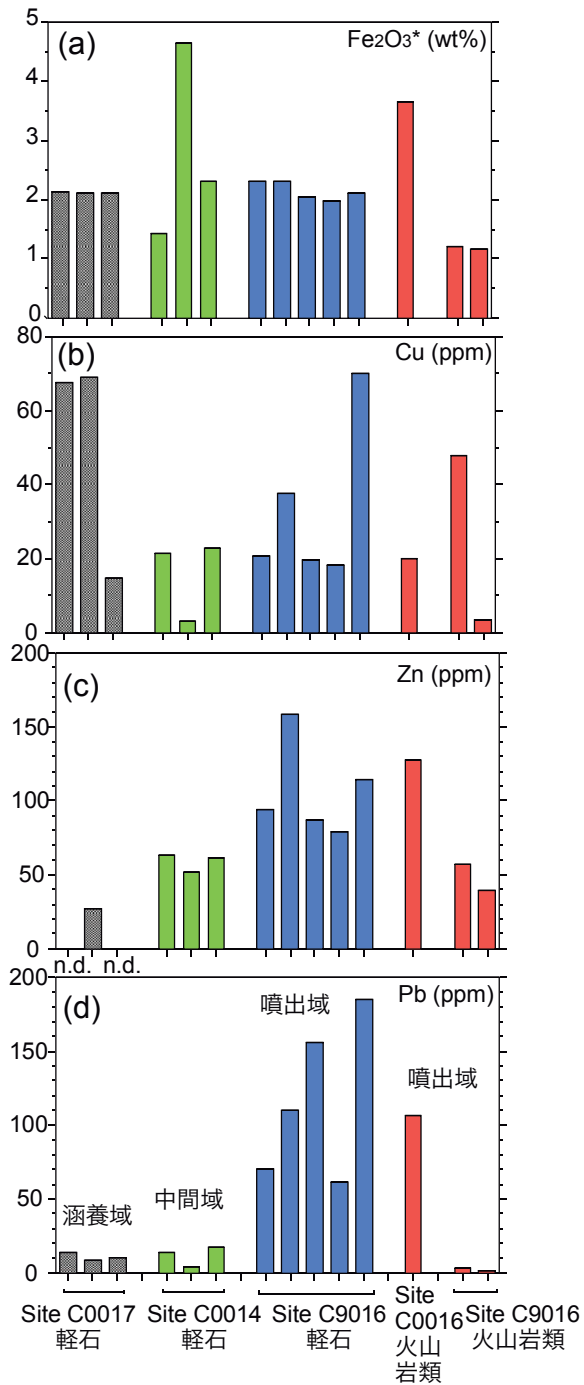 (a)
Fe2O3* (wt%)
5
4
3
2
1
0
(b)
Cu (ppm)
80
60
40
20
0
(c)
Zn (ppm)
200
150
100
50
0
n.d. n.d.
(d)
Pb (ppm)
200
150
100
50
0
噴出域
噴出域
中間域
涵養域
Site C0017
軽石
Site C0014
軽石
Site C9016
軽石
Site
C0016
火山
岩類
Site C9016
火山岩類